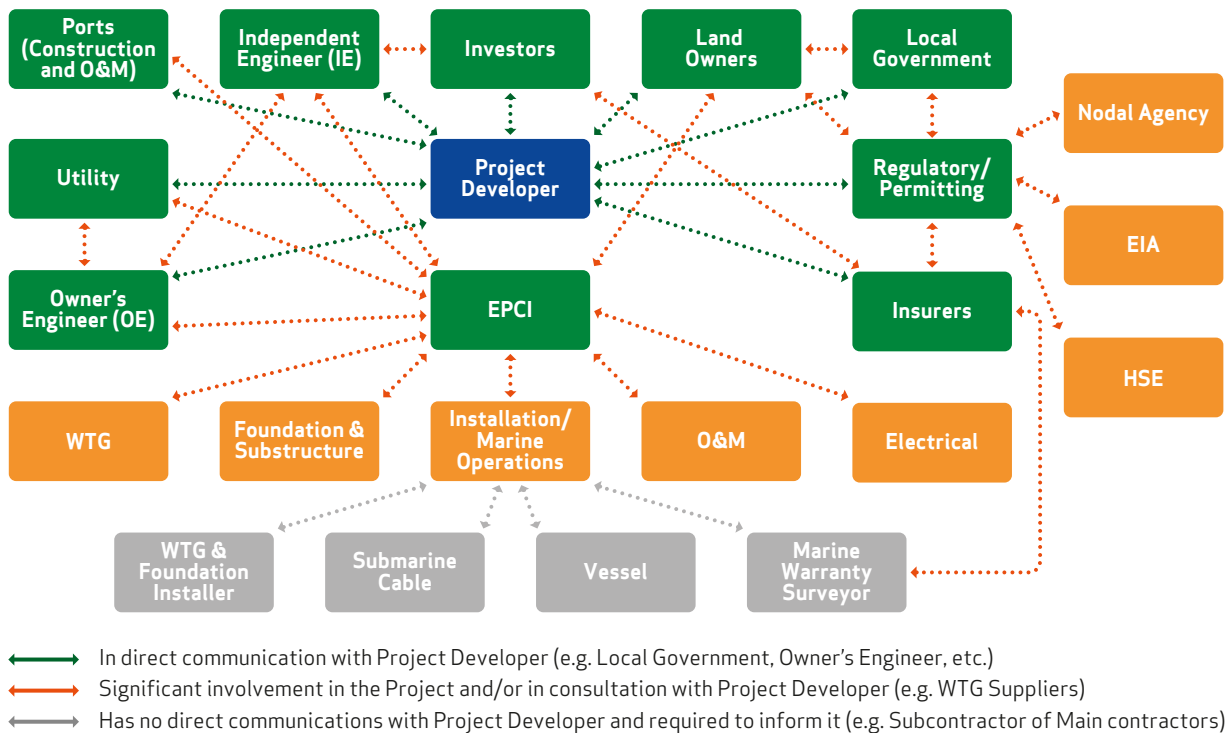 Ports
(Construction
and O&M)
Independent
Engineer (IE)
Investors
Land
Owners
Local
Government
Nodal Agency
Utility
Project
Developer
Regulatory/
Permitting
EIA
Owner's
Engineer (OE)
EPCI
Insurers
HSE
WTG
Foundation &
Substructure
Installation/
Marine
Operations
O&M
Electrical
WTG &
Foundation
Installer
Submarine
Cable
Vessel
Marine
Warranty
Surveyor
In direct communication with Project Developer (e.g. Local Government, Owner's Engineer, etc.)
Significant involvement in the Project and/or in consultation with Project Developer (e.g. WTG Suppliers)
Has no direct communications with Project Developer and required to inform it (e.g. Subcontractor of Main contractors)